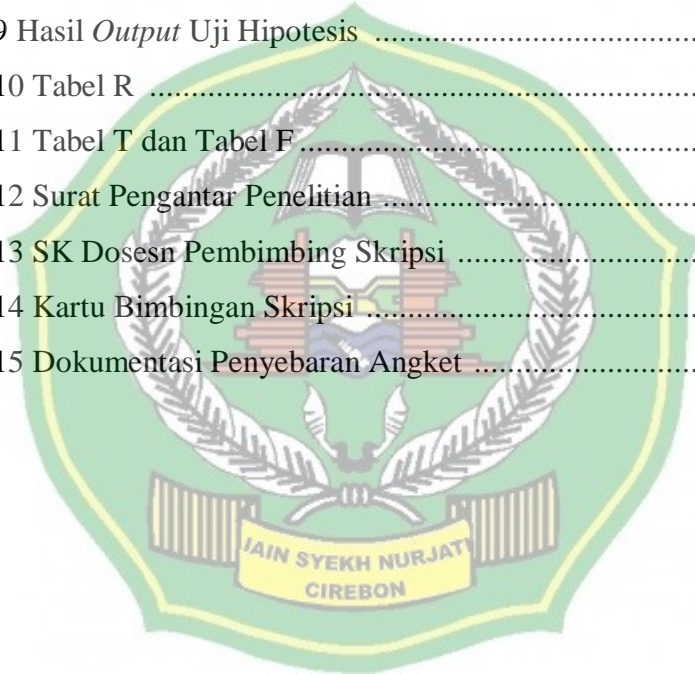 9 Hasil Output Uji Hipotesis ........................................
10 Tabel R ....................................................................
11 Tabel T dan Tabel F ..................................................
12 Surat Pengantar Penelitian .......................................
13 SK Dosesn Pembimbing Skripsi ..............................
14 Kartu Bimbingan Skripsi .........................................
15 Dokumentasi Penyebaran Angket ............................
IAIN SYEKH NURJATI
CIREBON